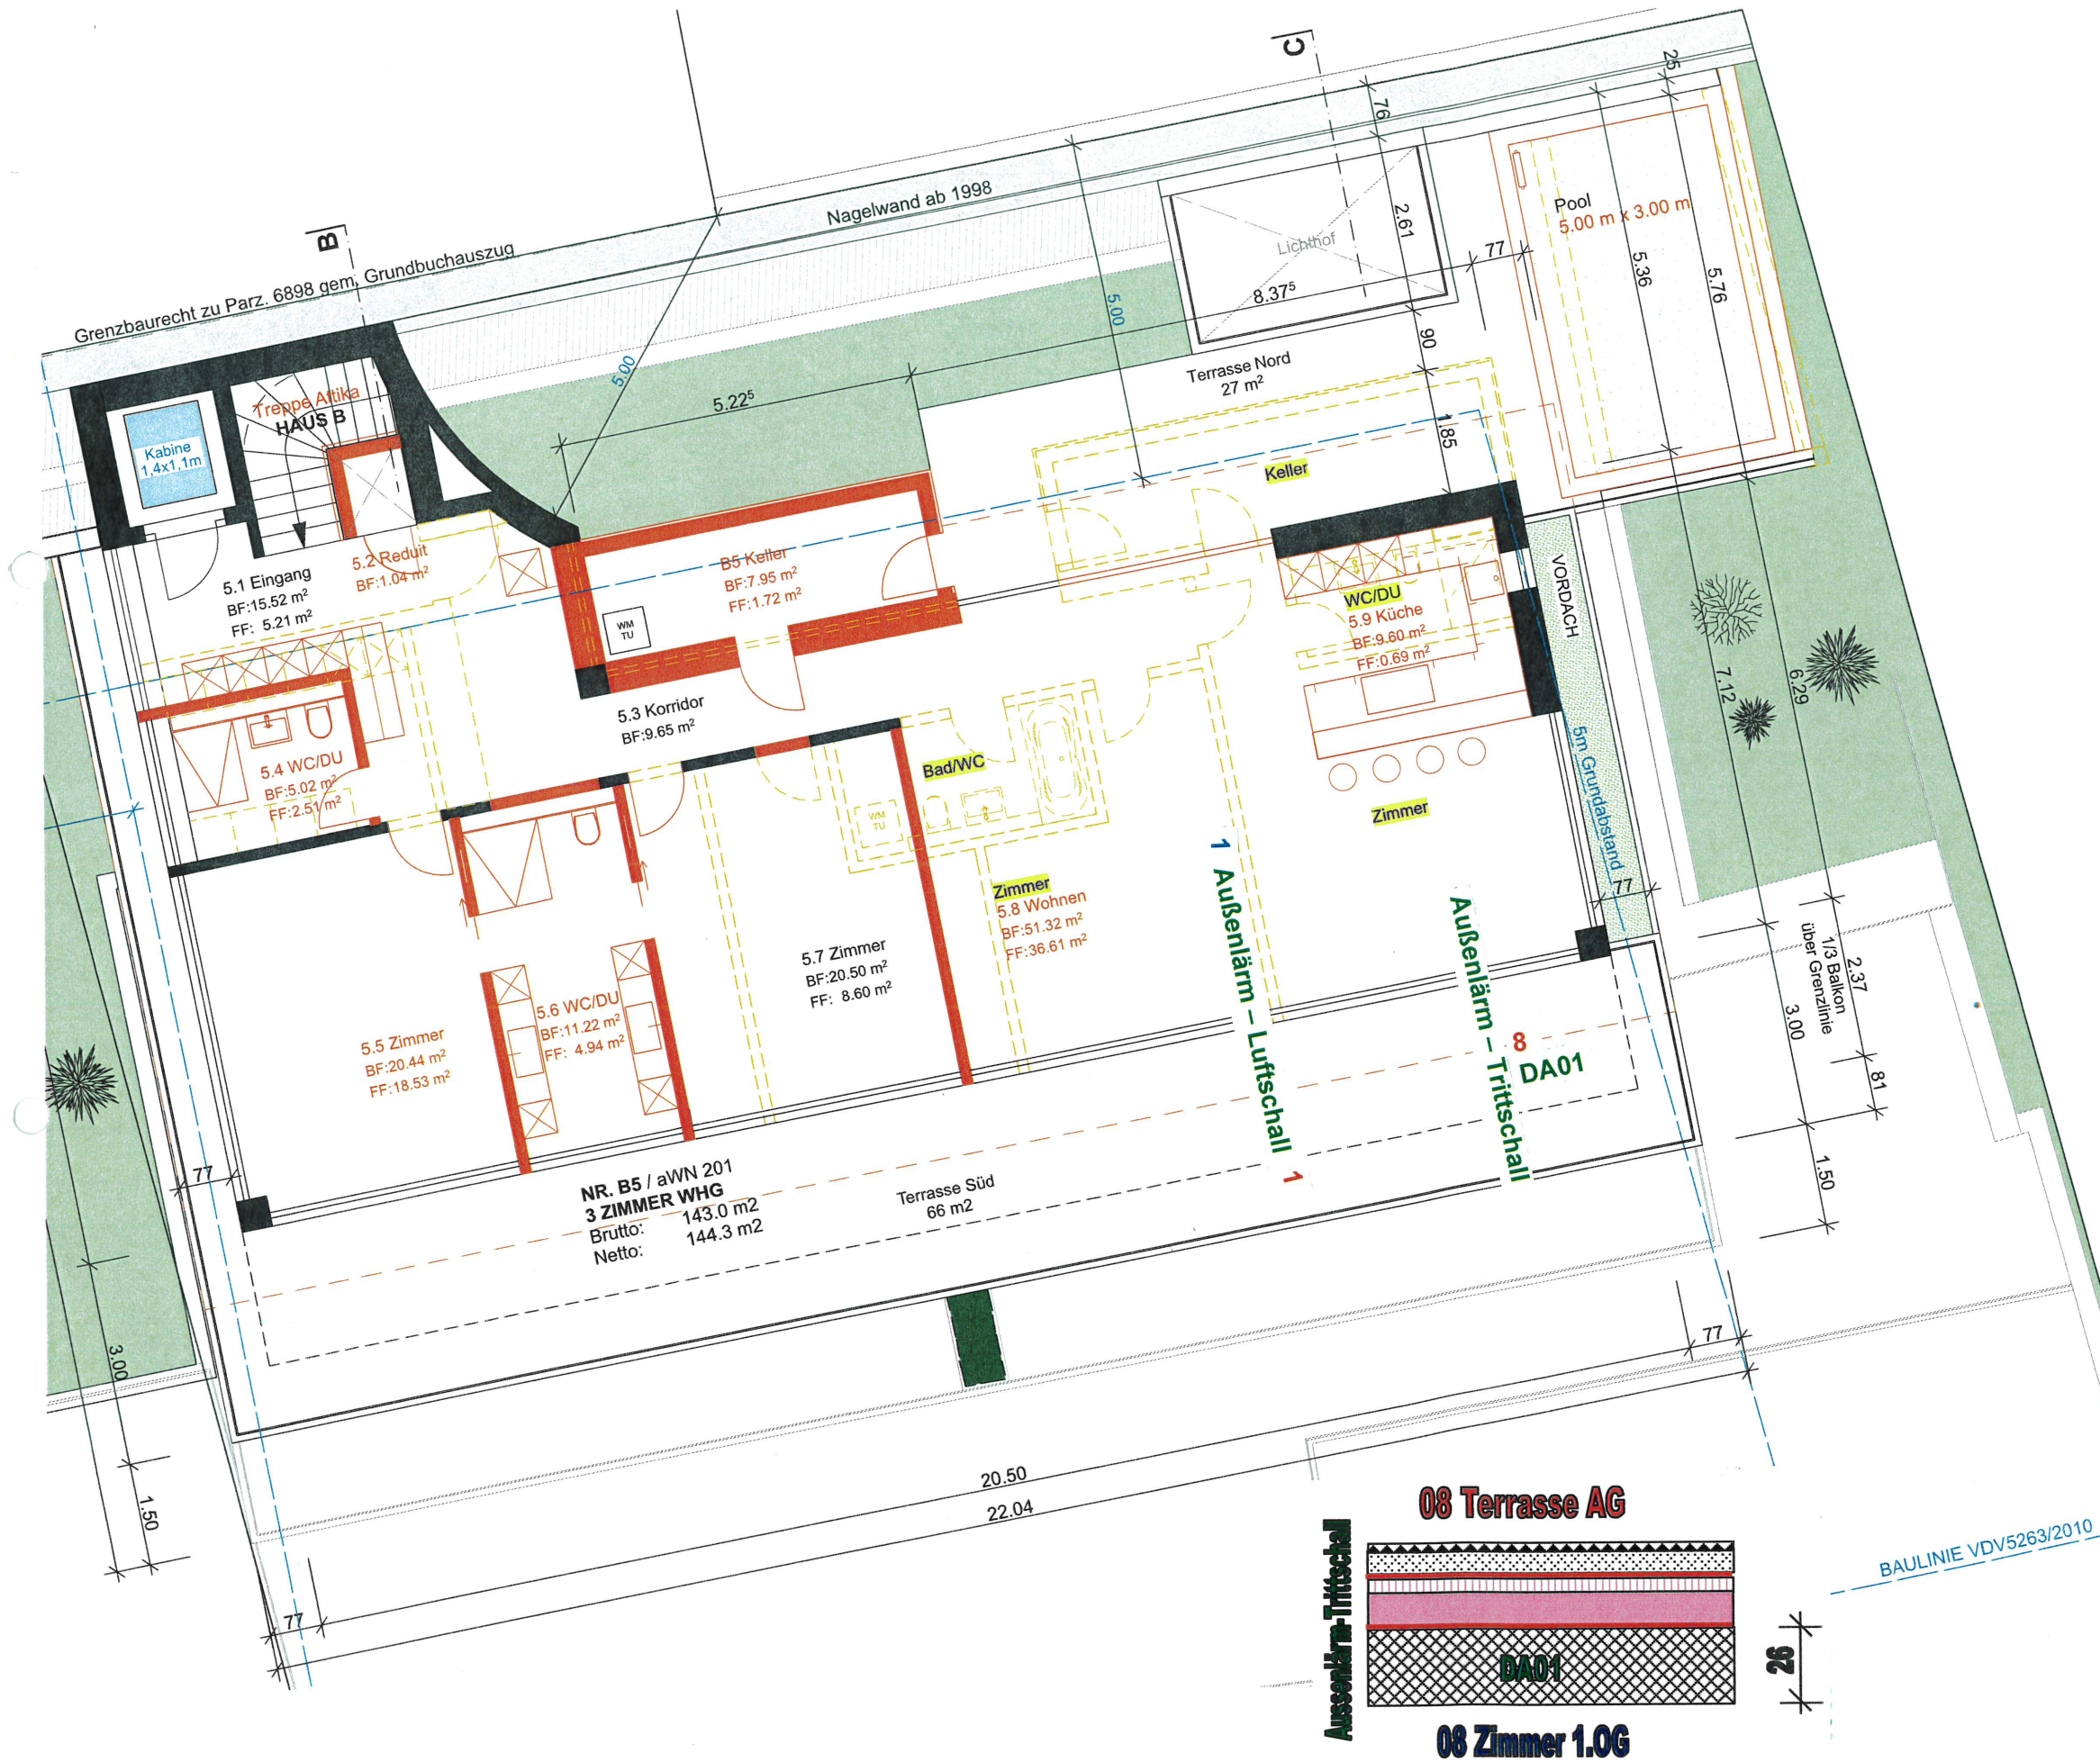 B
C
25
76
Grenzbaurecht zu Parz. 6898 gem. Grundbuchauszug
Nagelwand ab 1998
Pool
5.00 m x 3.00 m
Lichthof
2.61
77
5.36
5.76
8.37⁵
5.00
5.00
90
5.22⁵
Terrasse Nord
27 m²
1.85
Treppe Attika
HAUS B
Kabine
1,4x1,1m
Keller
5.1 Eingang
BF:15.52 m²
FF: 5.21 m²
5.2 Reduit
BF:1.04 m²
B5 Keller
BF:7.95 m²
FF:1.72 m²
WM
TU
WC/DU
5.9 Küche
BF:9.60 m²
FF:0.69 m²
VORDACH
7.12
6.29
5.3 Korridor
BF:9.65 m²
5.4 WC/DU
BF:5.02 m²
FF:2.51 m²
Bad/WC
WM
TU
Zimmer
5m Grundabstand
77
Zimmer
5.8 Wohnen
BF:51.32 m²
FF:36.61 m²
5.7 Zimmer
BF:20.50 m²
FF: 8.60 m²
5.6 WC/DU
BF:11.22 m²
FF: 4.94 m²
5.5 Zimmer
BF:20.44 m²
FF:18.53 m²
1 Außenlärm – Luftschall 1
Außenlärm – Trittschall
8
DA01
2.37
1/3 Balkon
über Grenzlinie
3.00
81
1.50
77
NR. B5 / aWN 201
3 ZIMMER WHG
Brutto: 143.0 m2
Netto: 144.3 m2
Terrasse Süd
66 m2
3.00
1.50
77
77
20.50
22.04
BAULINIE VDV5263/2010
08 Terrasse AG
Aussenlärm-Trittschall
DA01
26
08 Zimmer 1.OG